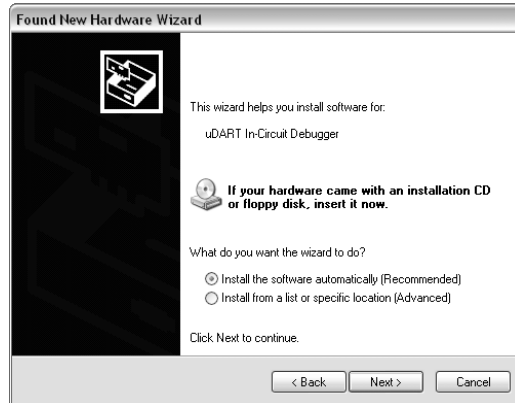 Found New Hardware Wizard
This wizard helps you install software for:
uDART In-Circuit Debugger
If your hardware came with an installation CD
or floppy disk, insert it now.
What do you want the wizard to do?
Install the software automatically (Recommended)
Install from a list or specific location (Advanced)
Click Next to continue.
< Back Next > Cancel